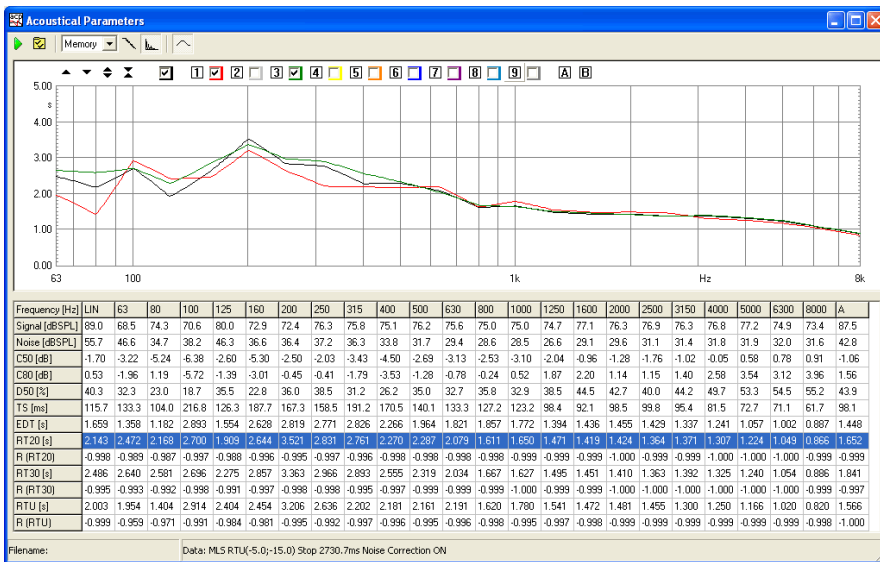 Acoustical Parameters
Memory
1 2 3 4 5 6 7 8 9 A B
5.00
s
4.00
3.00
2.00
1.00
0.00
63 100 1k Hz 8k
Frequency [Hz] LIN 63 80 100 125 160 200 250 315 400 500 630 800 1000 1250 1600 2000 2500 3150 4000 5000 6300 8000 A
Signal [dBSPL] 89.0 68.5 74.3 70.6 80.0 72.9 72.4 76.3 75.8 75.1 76.2 75.6 75.0 75.0 74.7 77.1 76.3 76.9 76.3 76.8 77.2 74.9 73.4 87.5
Noise [dBSPL] 55.7 46.6 34.7 38.2 46.3 36.6 36.4 37.2 36.3 33.8 31.7 29.4 28.6 28.5 26.6 29.1 29.6 31.1 31.4 31.8 31.9 32.0 31.6 42.8
C50 [dB] -1.70 -3.22 -5.24 -6.38 -2.60 -5.30 -2.50 -2.03 -3.43 -4.50 -2.69 -3.13 -2.53 -3.10 -2.04 -0.96 -1.28 -1.76 -1.02 -0.05 0.58 0.78 0.91 -1.06
C80 [dB] 0.53 -1.96 1.19 -5.72 -1.39 -3.01 -0.45 -0.41 -1.79 -3.53 -1.28 -0.78 -0.24 0.52 1.87 2.20 1.14 1.15 1.40 2.58 3.54 3.12 3.96 1.56
D50 [%] 40.3 32.3 23.0 18.7 35.5 22.8 36.0 38.5 31.2 26.2 35.0 32.7 35.8 32.9 38.5 44.5 42.7 40.0 44.2 49.7 53.3 54.5 55.2 43.9
TS [ms] 115.7 133.3 104.0 216.8 126.3 187.7 167.3 158.5 191.2 170.5 140.1 133.3 127.2 123.2 98.4 92.1 98.5 99.8 95.4 81.5 72.7 71.1 61.7 98.1
EDT [s] 1.659 1.358 1.182 2.893 1.554 2.628 2.819 2.771 2.826 2.266 1.964 1.821 1.857 1.772 1.394 1.436 1.455 1.429 1.337 1.241 1.057 1.002 0.887 1.448
RT20 [s] 2.143 2.472 2.168 2.700 1.909 2.644 3.521 2.831 2.761 2.270 2.287 2.079 1.611 1.650 1.471 1.419 1.424 1.364 1.371 1.307 1.224 1.049 0.866 1.652
R (RT20) -0.998 -0.989 -0.987 -0.997 -0.988 -0.996 -0.995 -0.995 -0.995 -0.997 -0.998 -0.999 -0.999 -0.999 -0.999 -0.999 -1.000 -0.999 -0.999 -1.000 -0.999 -0.999 -0.999 -0.999
RT30 [s] 2.486 2.640 2.581 2.696 2.275 2.857 3.363 2.966 2.893 2.555 2.319 2.034 1.667 1.627 1.495 1.451 1.410 1.363 1.392 1.325 1.240 1.054 0.886 1.841
R (RT30) -0.995 -0.993 -0.992 -0.998 -0.991 -0.997 -0.998 -0.998 -0.995 -0.997 -0.999 -0.999 -0.999 -1.000 -0.999 -0.999 -1.000 -0.999 -1.000 -1.000 -1.000 -0.999 -0.999 -0.997
RTU [s] 2.003 1.954 1.404 2.914 2.404 2.454 3.206 2.636 2.202 2.181 2.161 2.191 1.620 1.780 1.541 1.472 1.481 1.455 1.300 1.250 1.166 1.020 0.820 1.566
R (RTU) -0.999 -0.959 -0.971 -0.991 -0.984 -0.981 -0.995 -0.992 -0.997 -0.996 -0.995 -0.996 -0.998 -0.995 -0.997 -0.998 -0.999 -0.999 -0.999 -0.999 -0.999 -0.999 -0.998 -1.000
Filename: Data: MLS RTU(-5.0;-15.0) Stop 2730.7ms Noise Correction ON